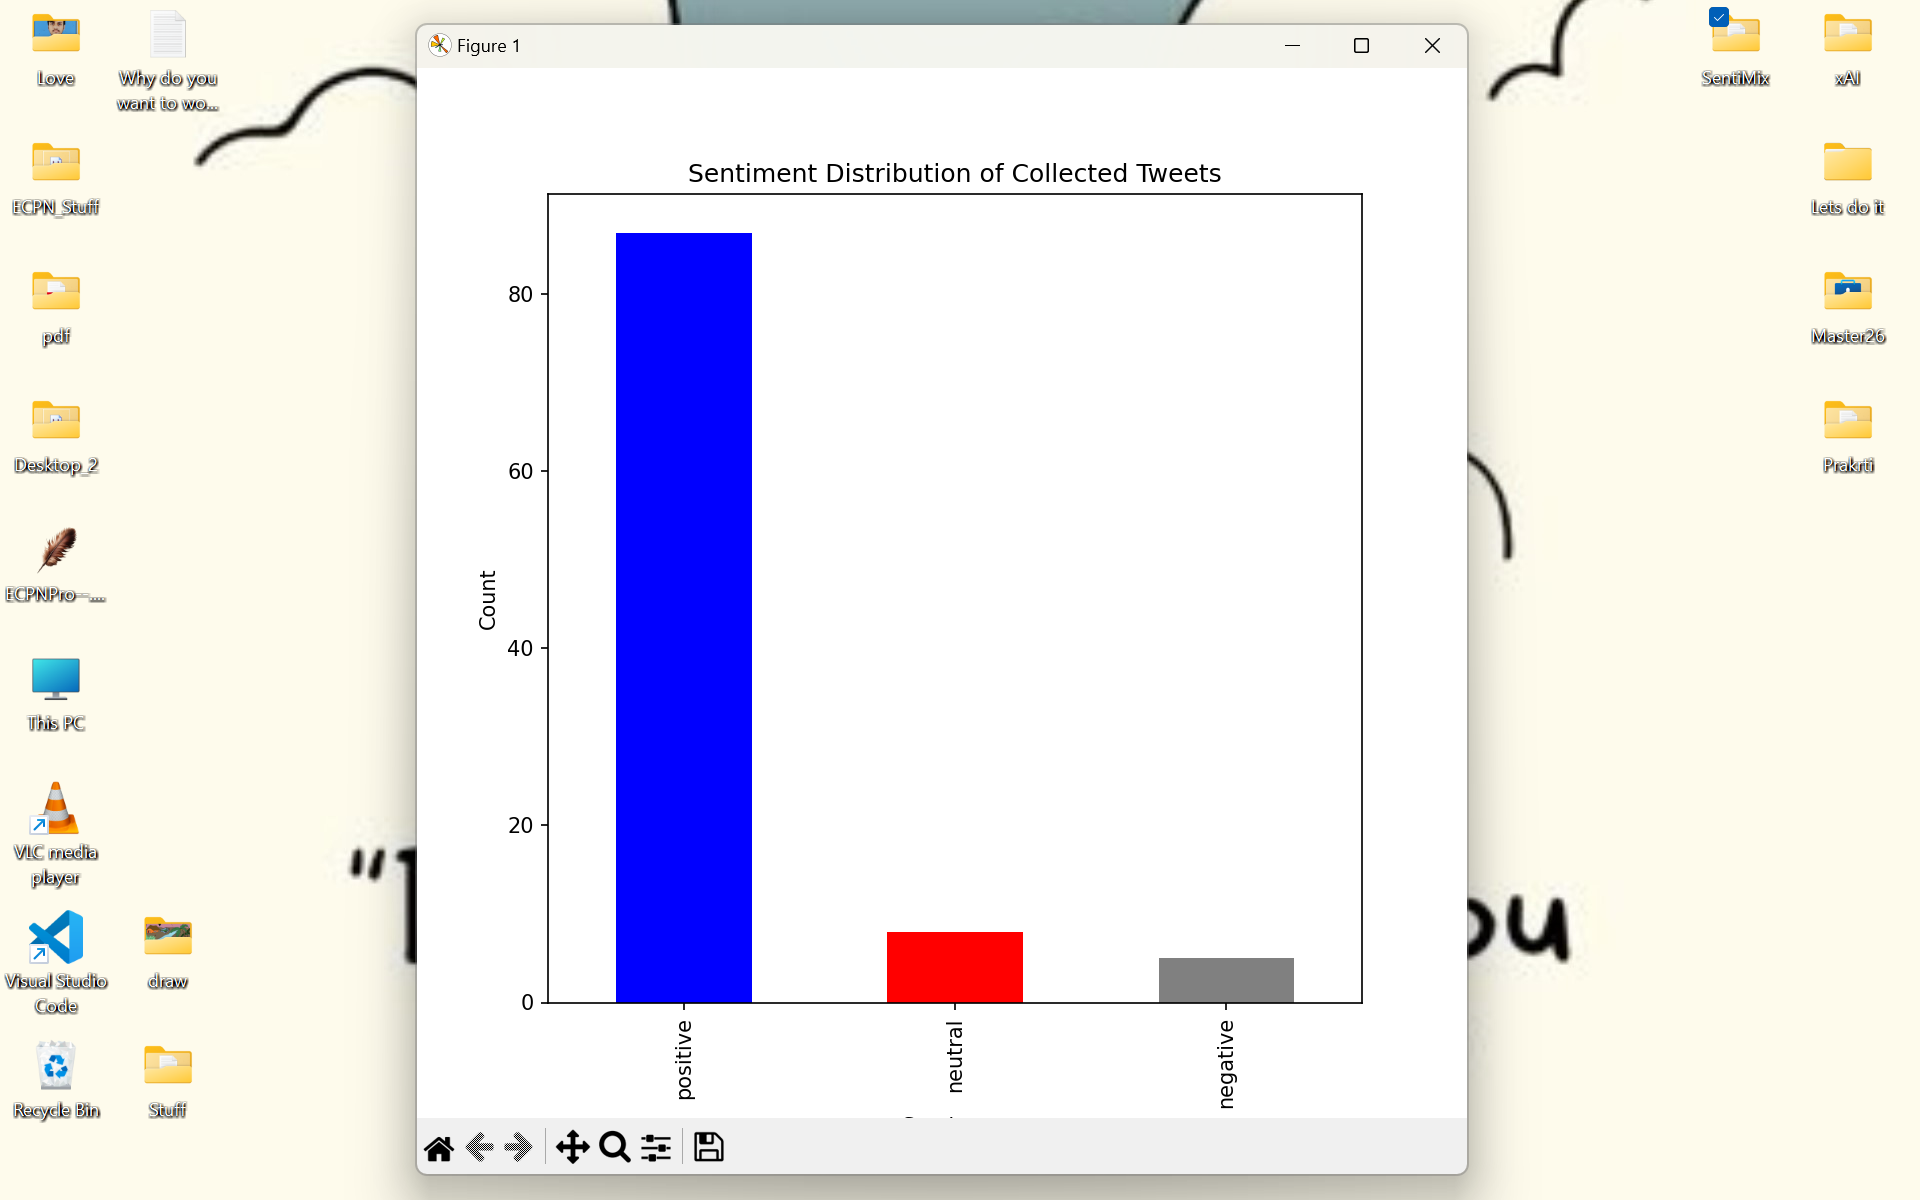 Love
Why do you
want to wo...
ECPN_Stuff
pdf
Desktop_2
ECPNPro--...
This PC
VLC media
player
Visual Studio
Code
draw
Recycle Bin
Stuff
Figure 1
Sentiment Distribution of Collected Tweets
Count
80
60
40
20
0
positive
neutral
negative
SentiMix
xAI
Lets do it
Master26
Prakrti
ou